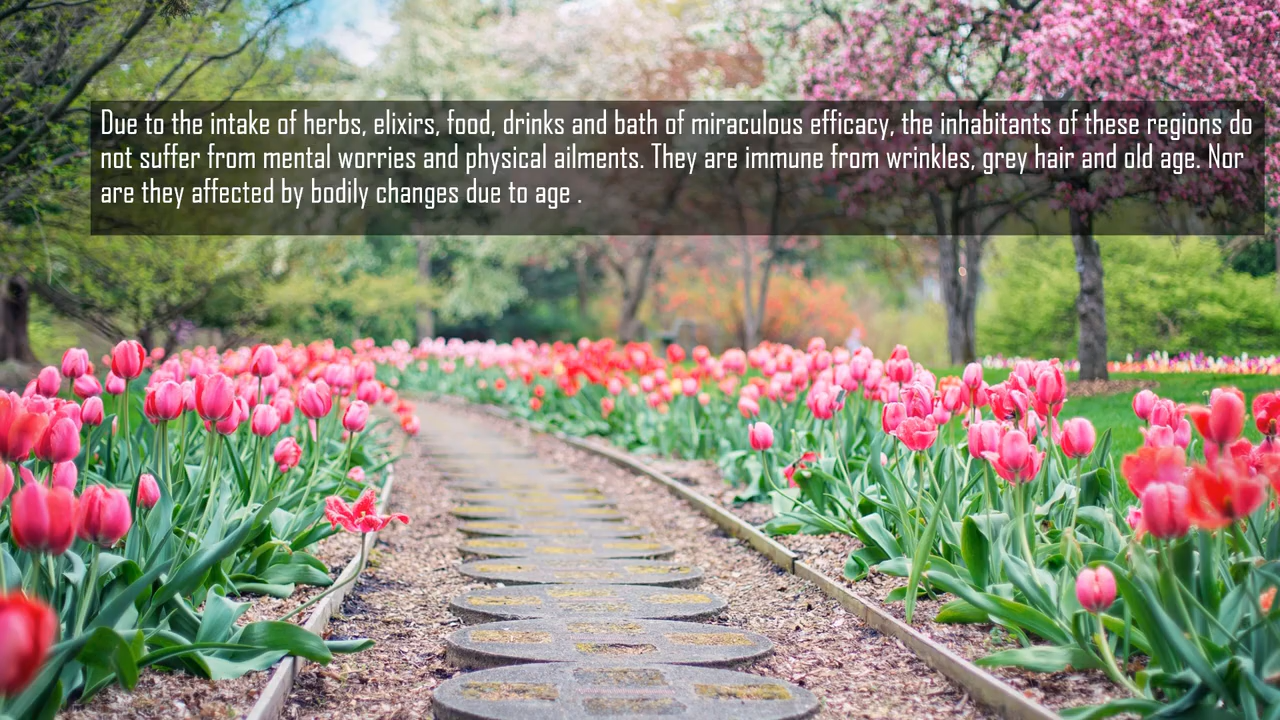 Due to the intake of herbs, elixirs, food, drinks and bath of miraculous efficacy, the inhabitants of these regions do
not suffer from mental worries and physical ailments. They are immune from wrinkles, grey hair and old age. Nor
are they affected by bodily changes due to age .